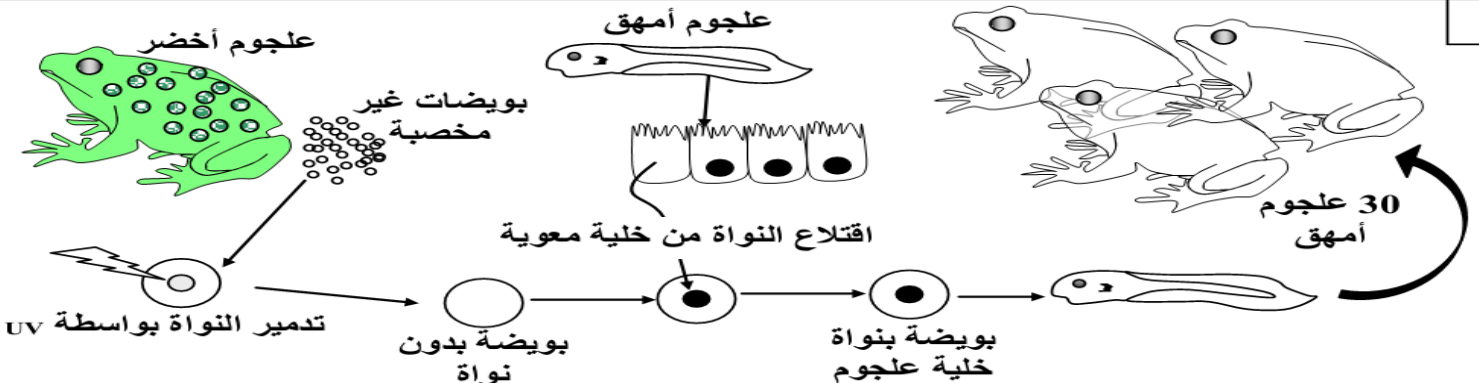 علجوم أخضر
بويضات غير
مخصبة
علجوم أمهق
30 علجوم
أمهق
اقتلاع النواة من خلية معوية
تدمير النواة بواسطة UV
بويضة بدون
نواة
بويضة بنواة
خلية علجوم